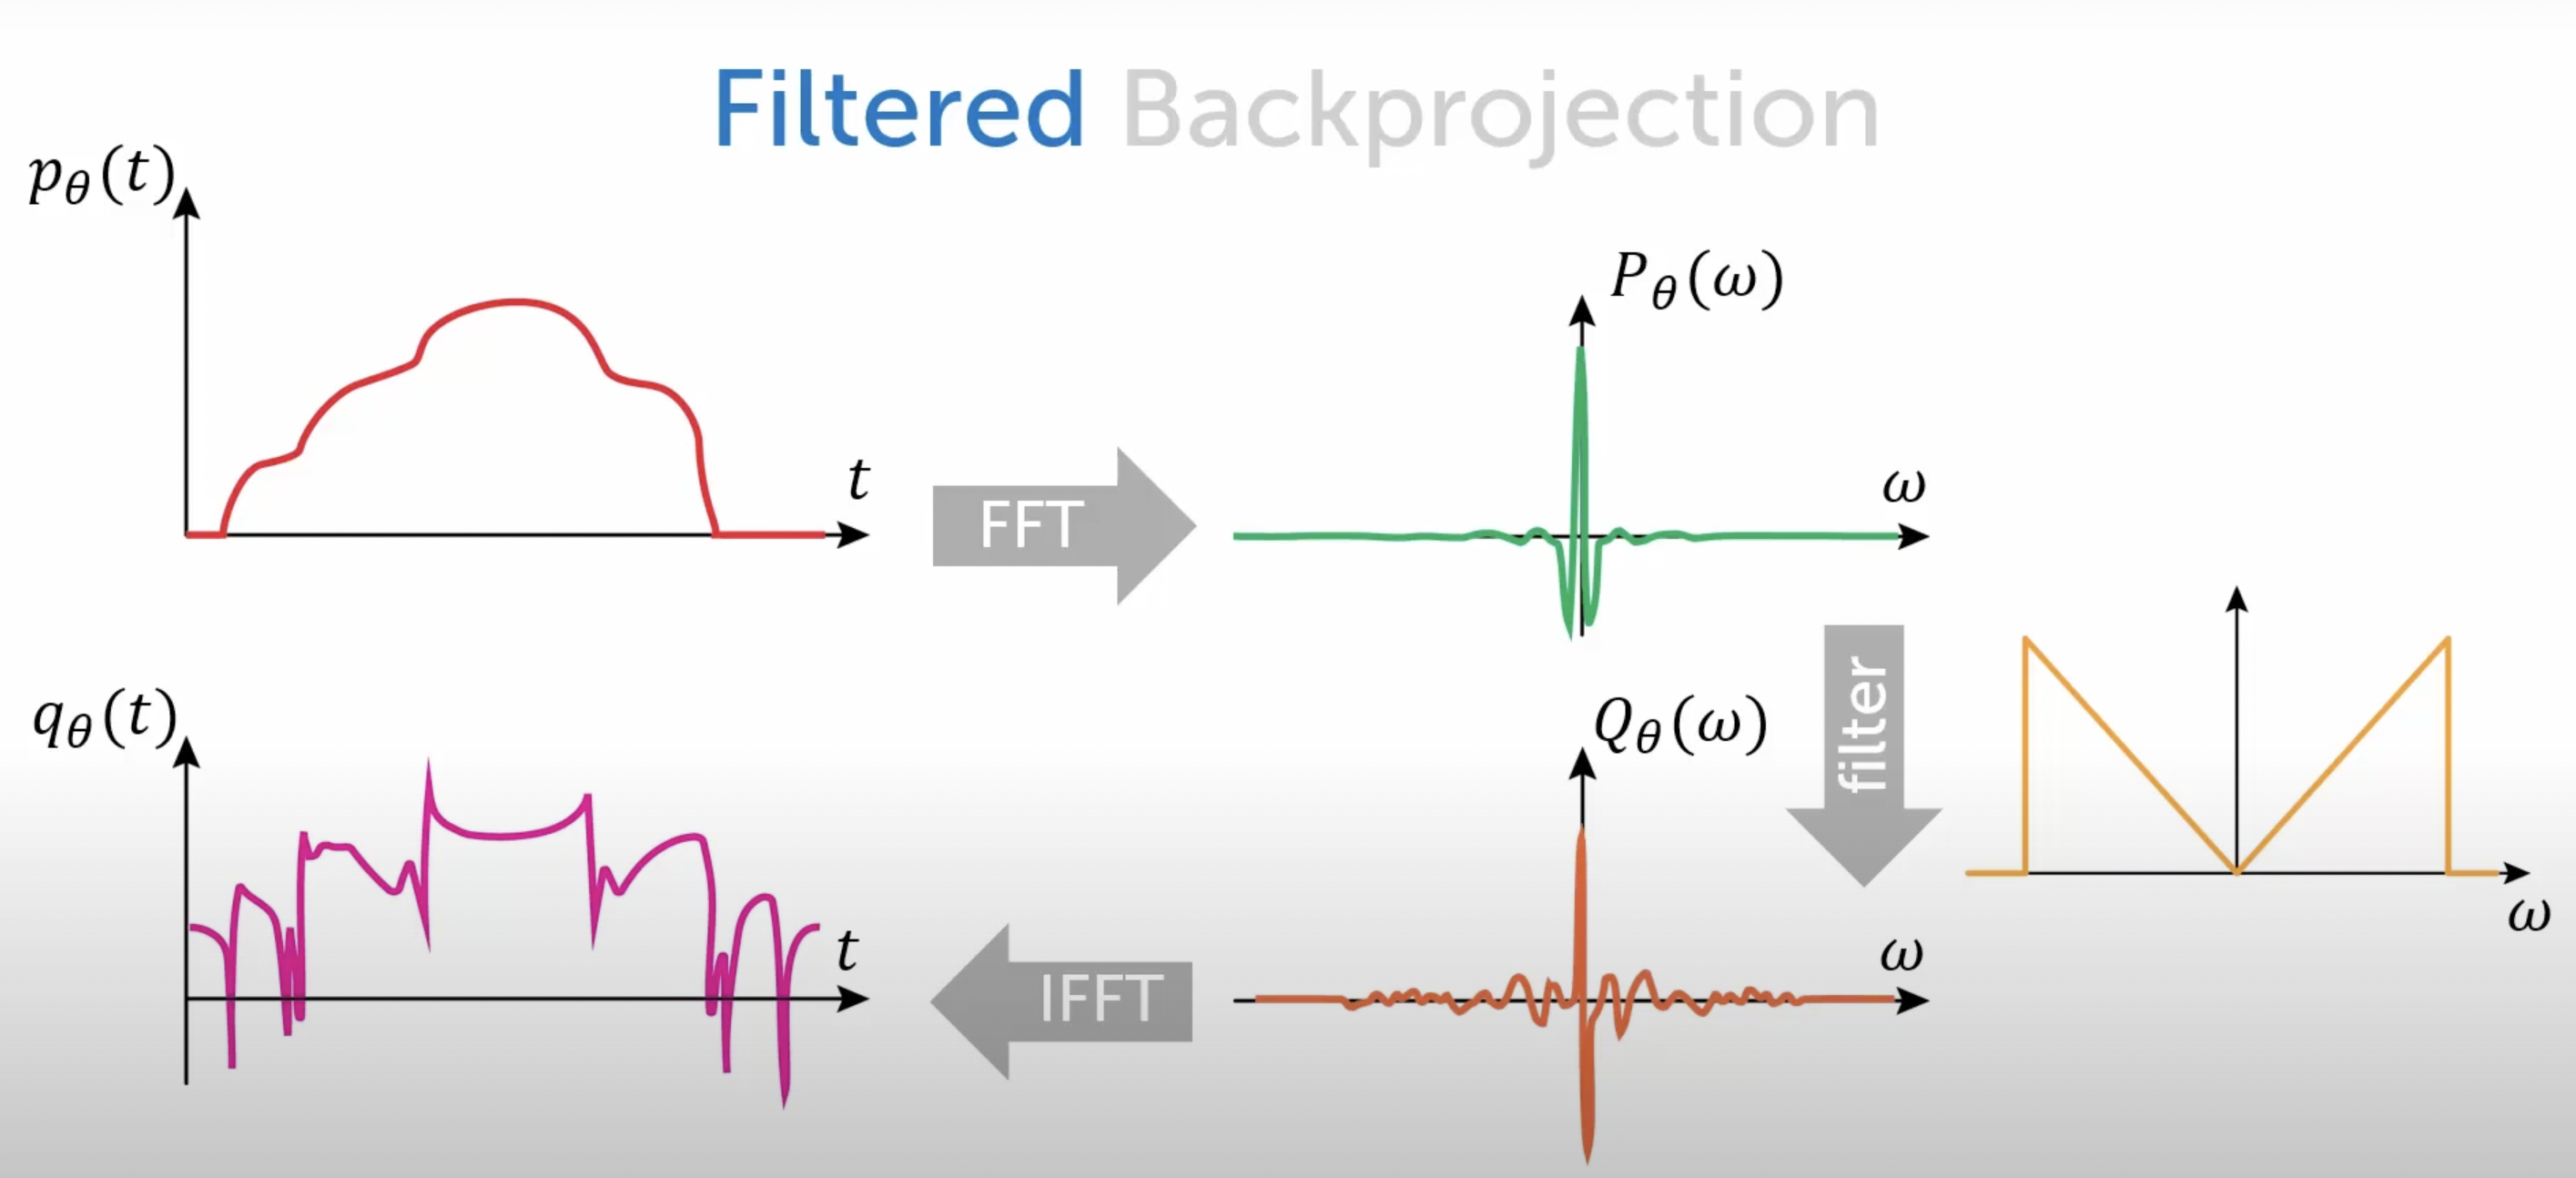 Filtered Backprojection
pθ(t)
t
FFT
Pθ(ω)
ω
filter
ω
Qθ(ω)
ω
IFFT
qθ(t)
t